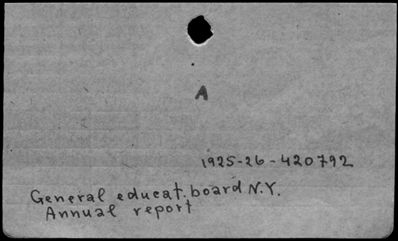 A
1925-26-420792
General educat. board N.Y.
Annual report